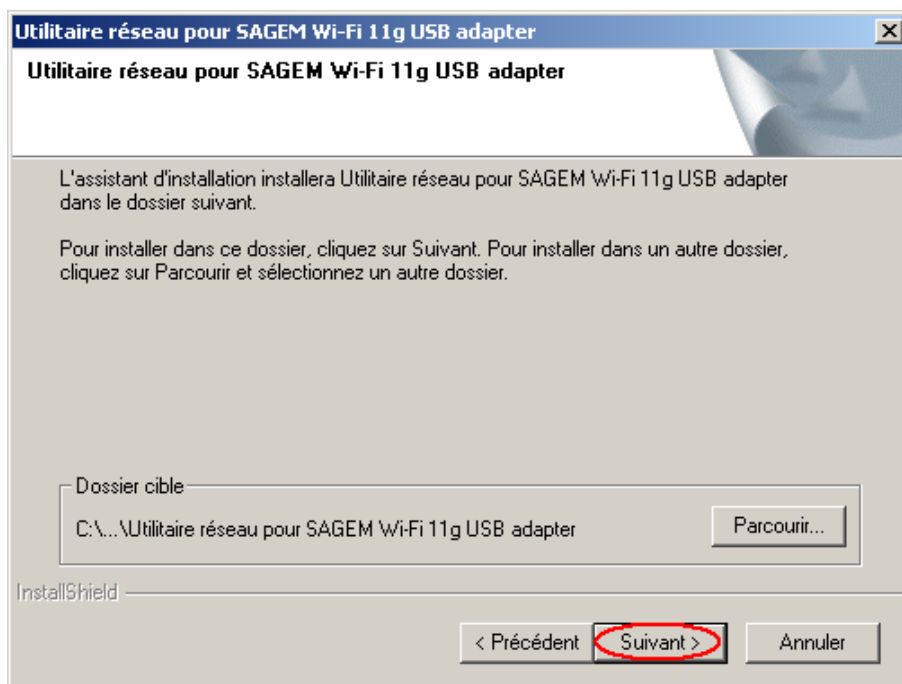 Utilitaire réseau pour SAGEM Wi-Fi 11g USB adapter
Utilitaire réseau pour SAGEM Wi-Fi 11g USB adapter
L'assistant d'installation installera Utilitaire réseau pour SAGEM Wi-Fi 11g USB adapter
dans le dossier suivant.
Pour installer dans ce dossier, cliquez sur Suivant. Pour installer dans un autre dossier,
cliquez sur Parcourir et sélectionnez un autre dossier.
Dossier cible
C:\...\Utilitaire réseau pour SAGEM Wi-Fi 11g USB adapter
Parcourir...
InstallShield
< Précédent
Suivant >
Annuler